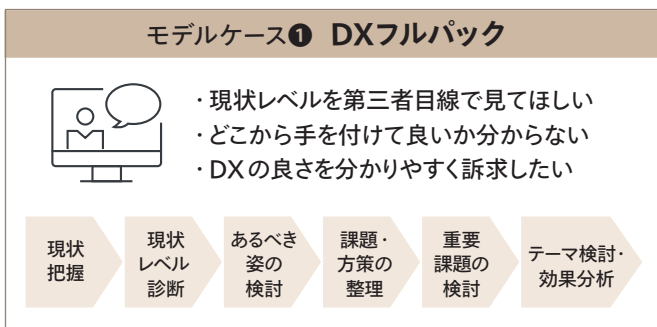 モデルケース❶ DXフルパック
・現状レベルを第三者目線で見てほしい
・どこから手を付けて良いか分からない
・DXの良さを分かりやすく訴求したい
現状
把握
現状
レベル
診断
あるべき
姿の
検討
課題・
方策の
整理
重要
課題の
検討
テーマ検討・
効果分析